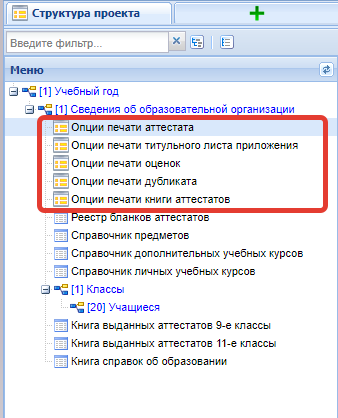 Структура проекта
Введите фильтр...
Меню
[1] Учебный год
[1] Сведения об образовательной организации
Опции печати аттестата
Опции печати титульного листа приложения
Опции печати оценок
Опции печати дубликата
Опции печати книги аттестатов
Реестр бланков аттестатов
Справочник предметов
Справочник дополнительных учебных курсов
Справочник личных учебных курсов
[1] Классы
[20] Учащиеся
Книга выданных аттестатов 9-е классы
Книга выданных аттестатов 11-е классы
Книга справок об образовании